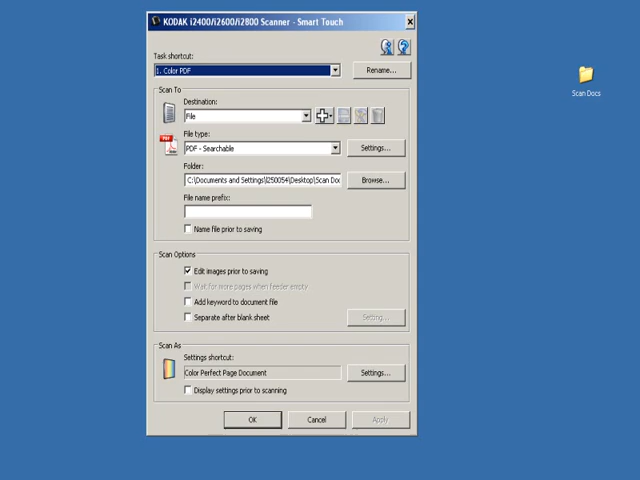 KODAK i2400/i2600/i2800 Scanner - Smart Touch
Task shortcut:
1. Color PDF
Rename...
Scan To
Destination:
File
File type:
PDF
PDF - Searchable
Settings...
Folder:
C:\Documents and Settings\I250054\Desktop\Scan Doc
Browse...
File name prefix:
Name file prior to saving
Scan Options
Edit images prior to saving
Wait for more pages when feeder empty
Add keyword to document file
Separate after blank sheet
Setting...
Scan As
Settings shortcut:
Color Perfect Page Document
Settings...
Display settings prior to scanning
OK
Cancel
Apply
Scan Docs